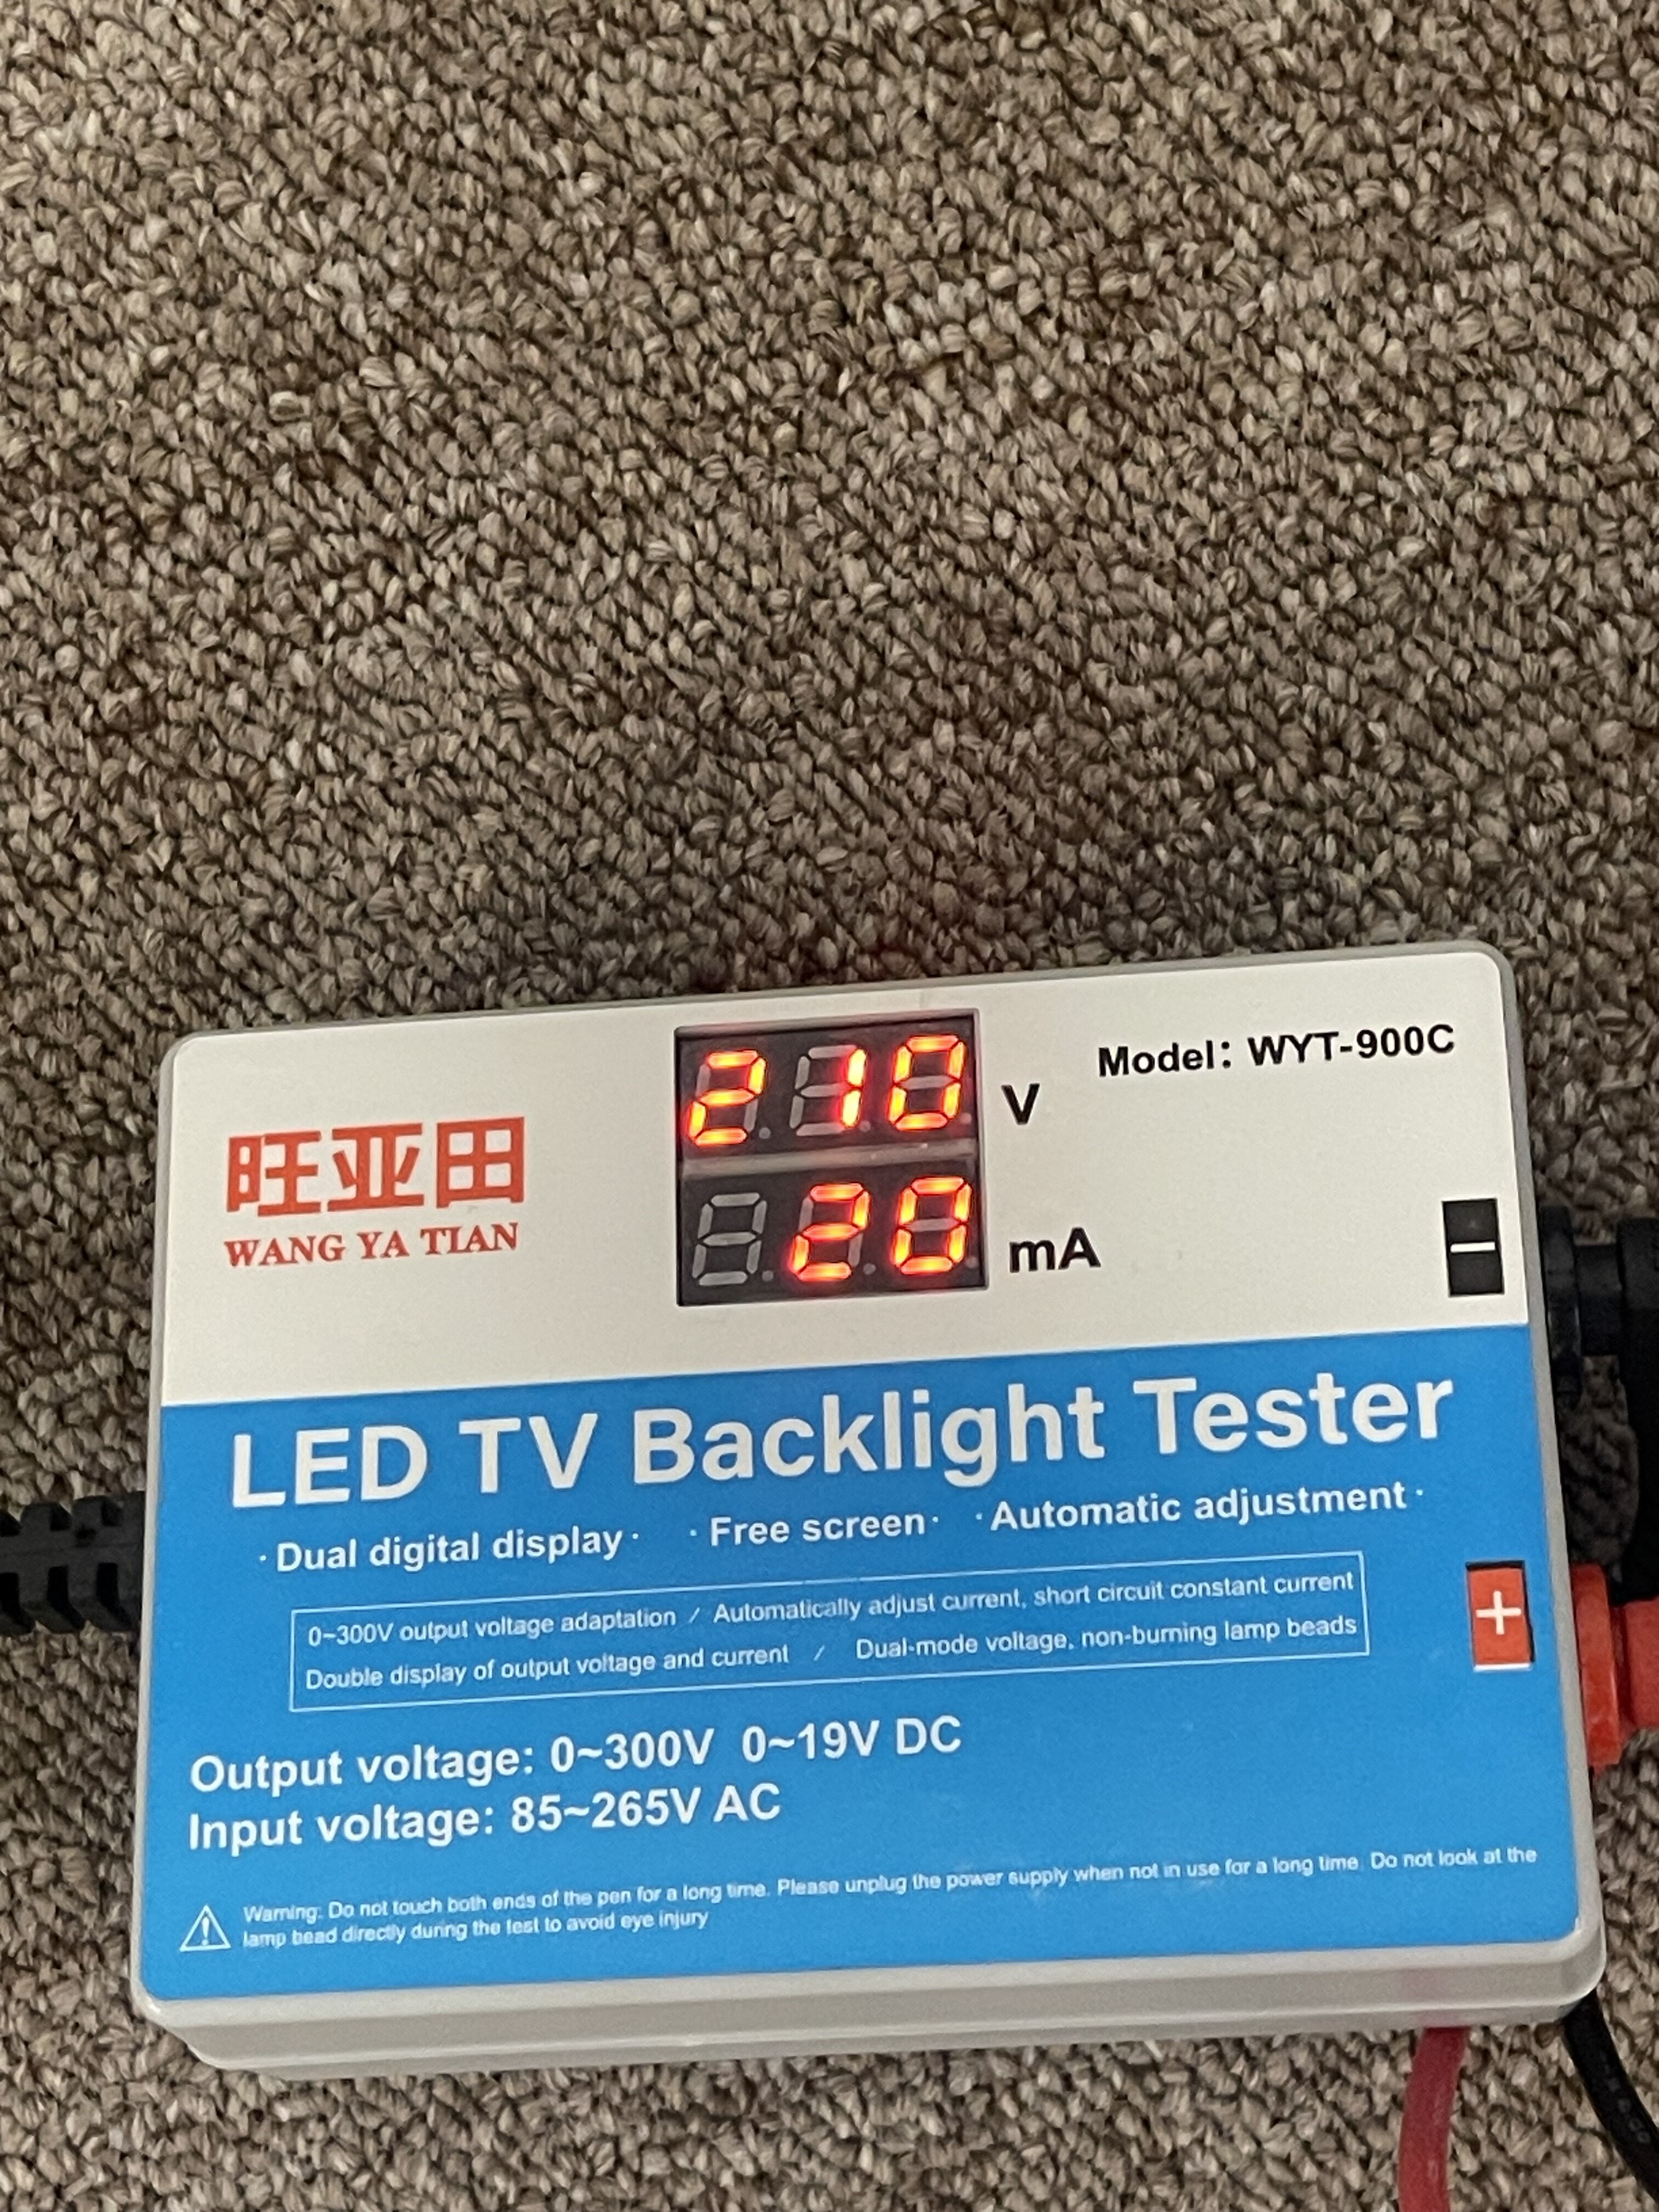 210 V
Model: WYT-900C
旺亚田
WANG YA TIAN
20 mA
−
LED TV Backlight Tester
· Dual digital display · · Free screen · · Automatic adjustment ·
0~300V output voltage adaptation / Automatically adjust current, short circuit constant current
Double display of output voltage and current / Dual-mode voltage, non-burning lamp beads
+
Output voltage: 0~300V 0~19V DC
Input voltage: 85~265V AC
Warning: Do not touch both ends of the pen for a long time. Please unplug the power supply when not in use for a long time. Do not look at the
lamp bead directly during the test to avoid eye injury